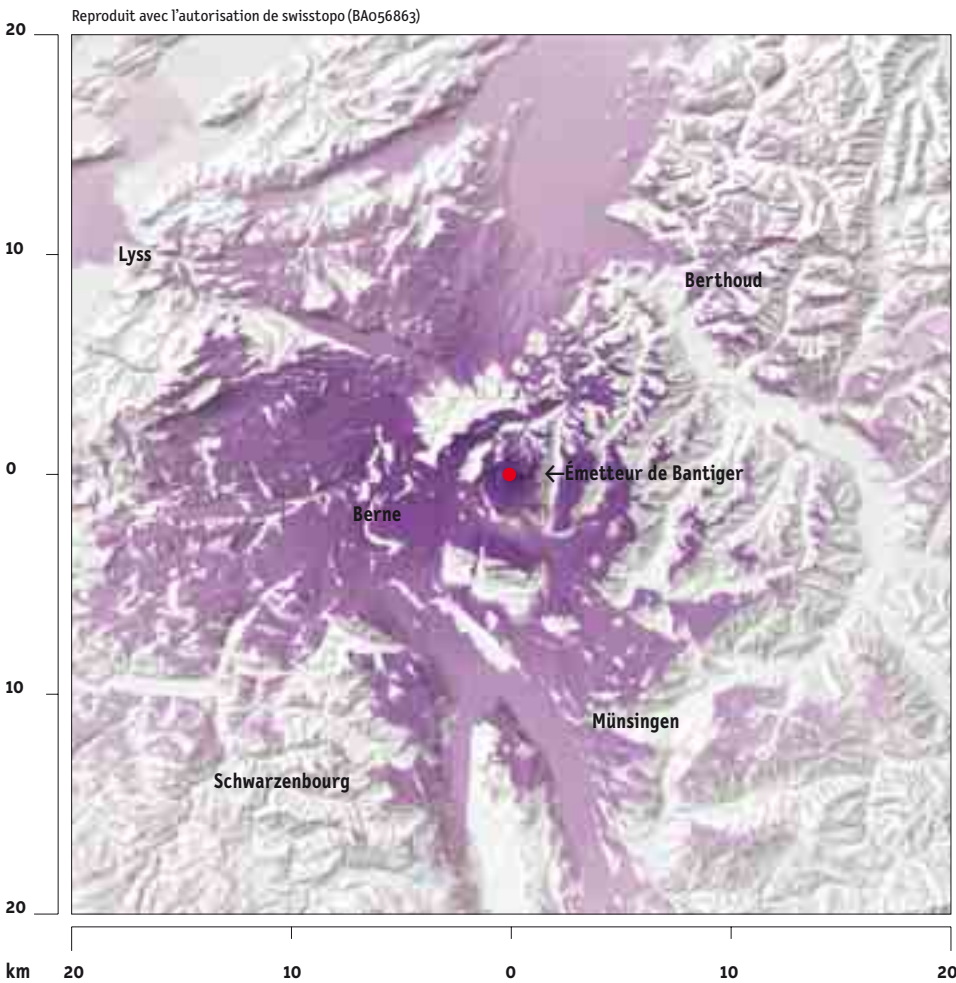 Reproduit avec l'autorisation de swisstopo (BA056863)
20
10
Lyss
Berthoud
0
←Émetteur de Bantiger
Berne
10
Münsingen
Schwarzenbourg
20
km 20 10 0 10 20